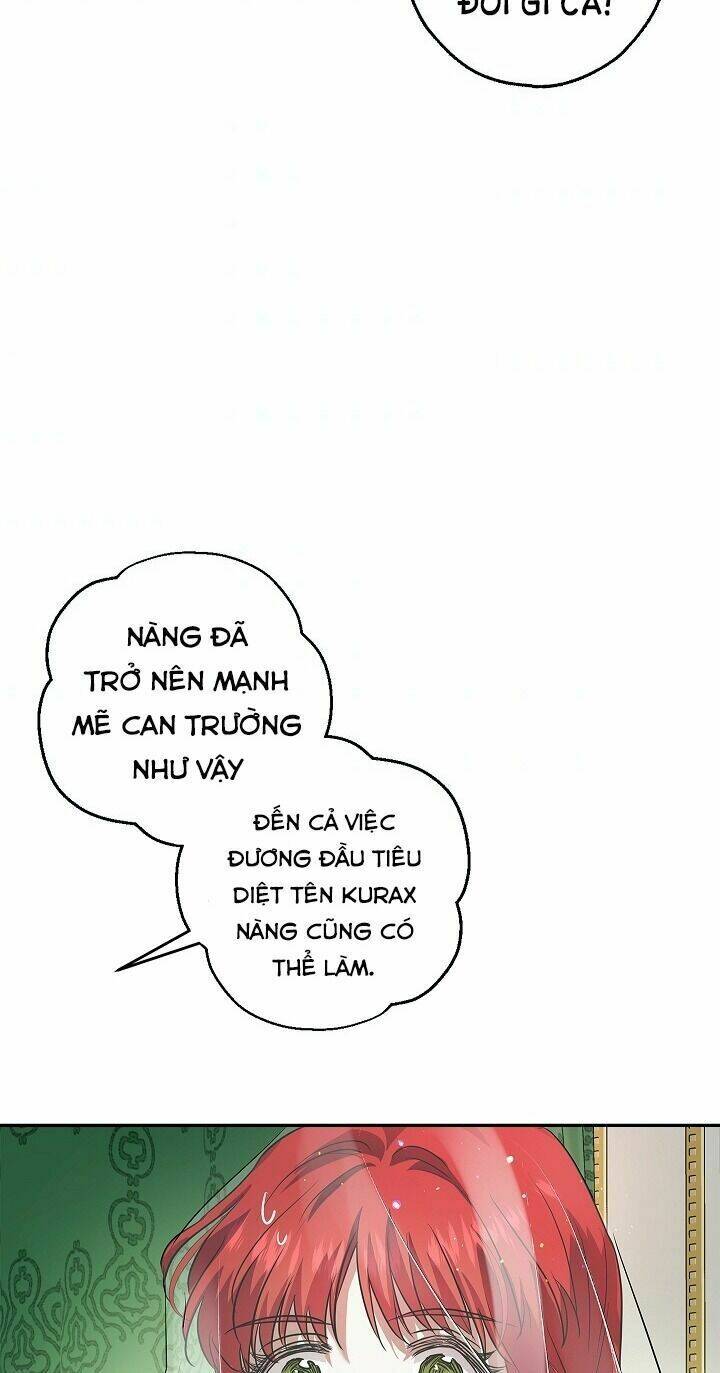 ĐỔI GÌ CẢ!
NÀNG ĐÃ
TRỞ NÊN MẠNH
MẼ CAN TRƯỜNG
NHƯ VẬY
ĐẾN CẢ VIỆC
ĐƯƠNG ĐẦU TIÊU
DIỆT TÊN KURAX
NÀNG CŨNG CÓ
THỂ LÀM.